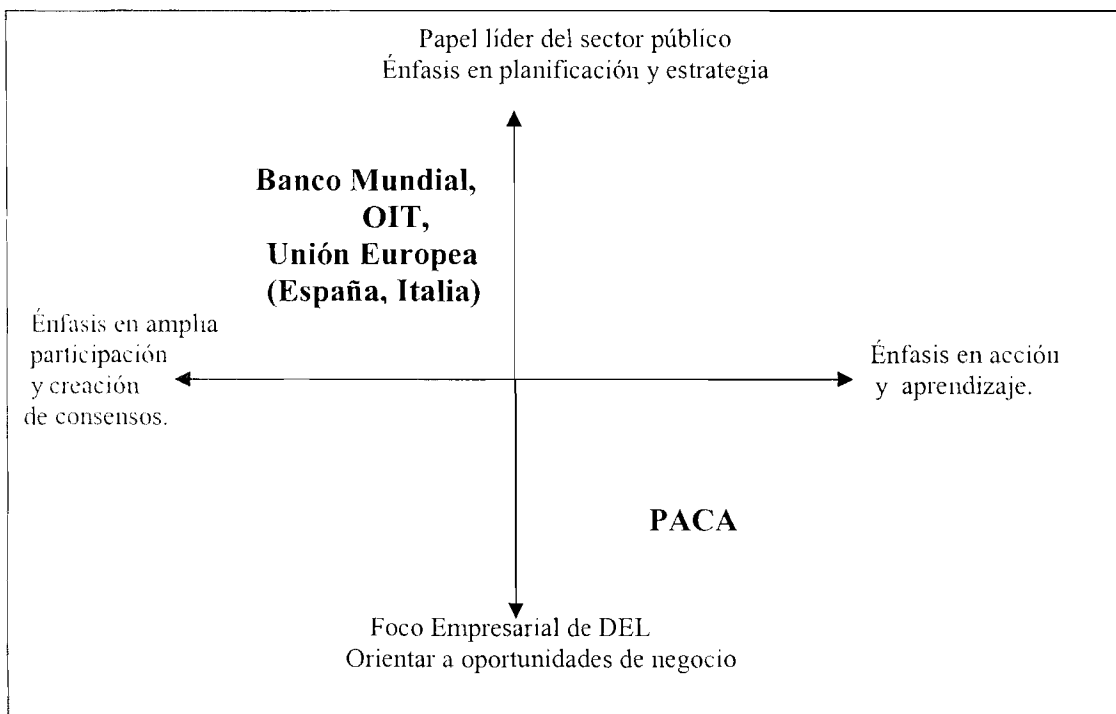 Papel líder del sector público
Énfasis en planificación y estrategia
Banco Mundial,
OIT,
Unión Europea
(España, Italia)
Énfasis en amplia
participación
y creación
de consensos.
Énfasis en acción
y aprendizaje.
PACA
Foco Empresarial de DEL
Orientar a oportunidades de negocio